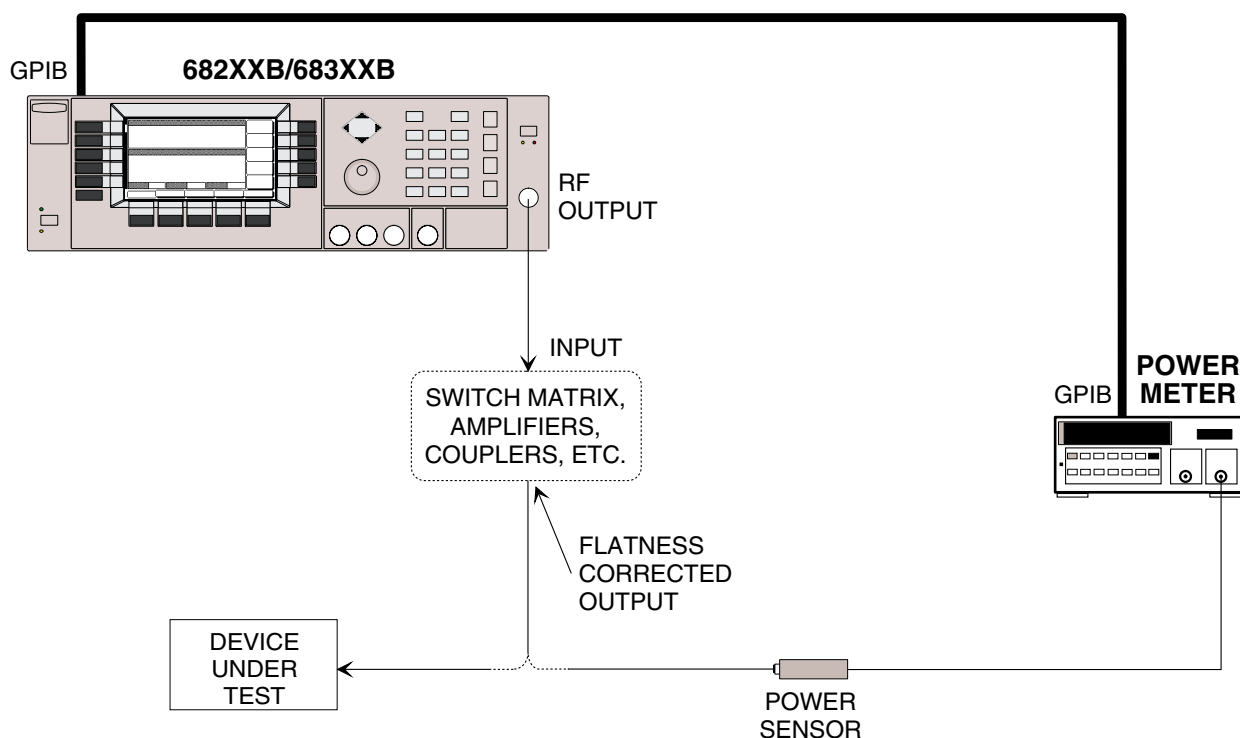 GPIB
682XXB/683XXB
RF
OUTPUT
INPUT
SWITCH MATRIX,
AMPLIFIERS,
COUPLERS, ETC.
POWER
METER
GPIB
FLATNESS
CORRECTED
OUTPUT
DEVICE
UNDER
TEST
POWER
SENSOR